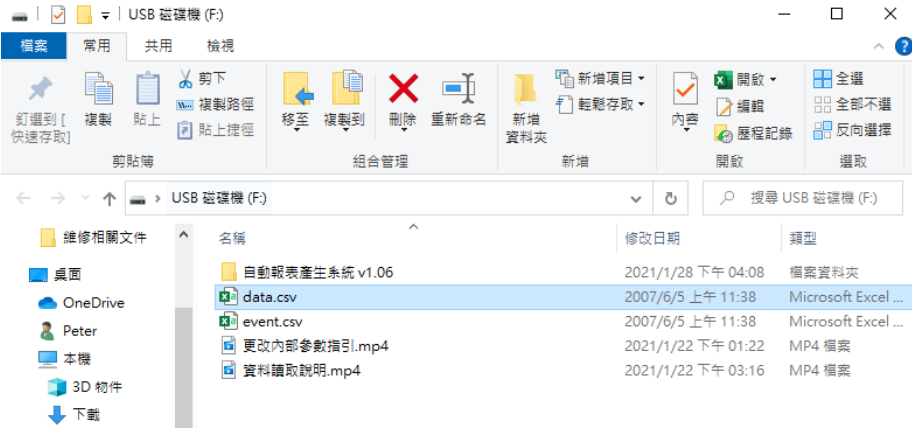 USB 磁碟機 (F:)
檔案 常用 共用 檢視
釘選到 [快速存取]
複製
貼上
剪下
複製路徑
貼上捷徑
剪貼簿
移至
複製到
刪除
重新命名
組合管理
新增資料夾
新增項目
輕鬆存取
新增
內容
開啟
編輯
歷程記錄
開啟
全選
全部不選
反向選擇
選取
USB 磁碟機 (F:)
搜尋 USB 磁碟機 (F:)
維修相關文件
桌面
OneDrive
Peter
本機
3D 物件
下載
名稱 修改日期 類型
自動報表產生系統 v1.06 2021/1/28 下午 04:08 檔案資料夾
data.csv 2007/6/5 上午 11:38 Microsoft Excel ...
event.csv 2007/6/5 上午 11:38 Microsoft Excel ...
更改內部參數指引.mp4 2021/1/22 下午 01:22 MP4 檔案
資料讀取說明.mp4 2021/1/22 下午 03:16 MP4 檔案